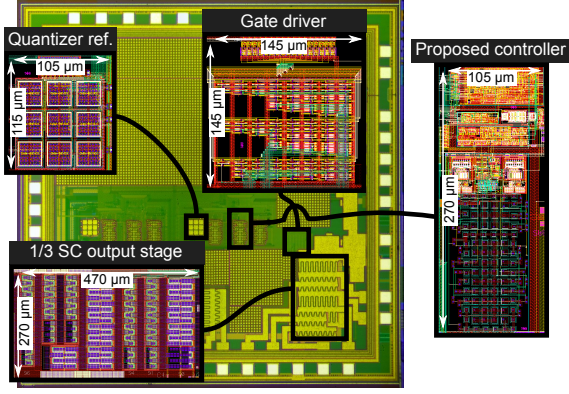 Gate driver
Quantizer ref.
145 µm
Proposed controller
105 µm
105 µm
115 µm
145 µm
270 µm
1/3 SC output stage
470 µm
270 µm